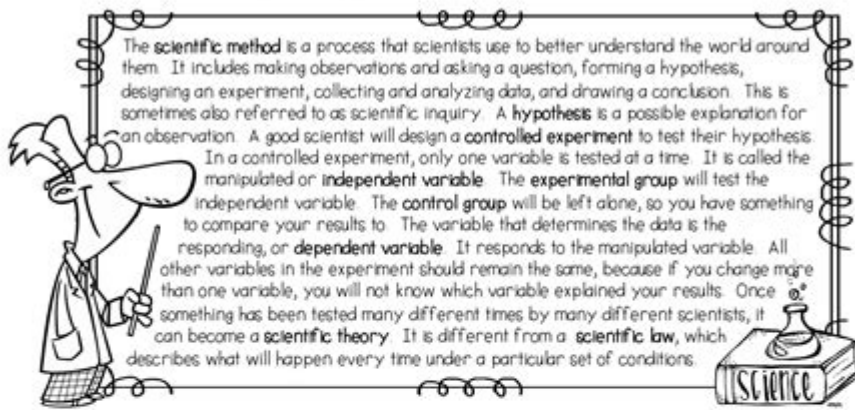 The scientific method is a process that scientists use to better understand the world around
them. It includes making observations and asking a question, forming a hypothesis,
designing an experiment, collecting and analyzing data, and drawing a conclusion. This is
sometimes also referred to as scientific inquiry. A hypothesis is a possible explanation for
an observation. A good scientist will design a controlled experiment to test their hypothesis.
In a controlled experiment, only one variable is tested at a time. It is called the
manipulated or independent variable. The experimental group will test the
independent variable. The control group will be left alone, so you have something
to compare your results to. The variable that determines the data is the
responding, or dependent variable. It responds to the manipulated variable. All
other variables in the experiment should remain the same, because if you change more
than one variable, you will not know which variable explained your results. Once
something has been tested many different times by many different scientists, it
can become a scientific theory. It is different from a scientific law, which
describes what will happen every time under a particular set of conditions.
SCIENCE